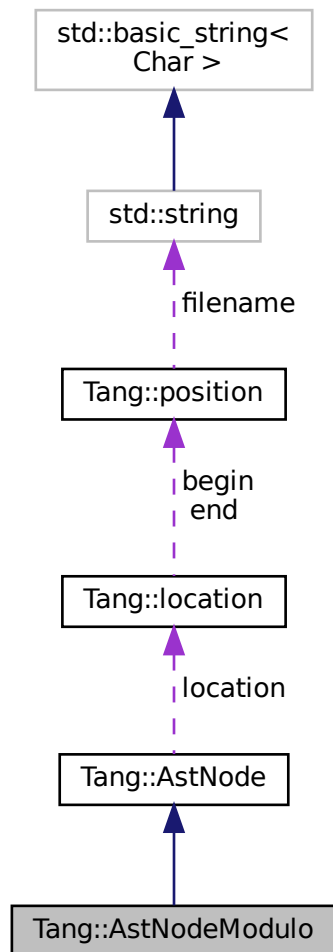 std::basic_string<
Char >
std::string
filename
Tang::position
begin
end
Tang::location
location
Tang::AstNode
Tang::AstNodeModulo